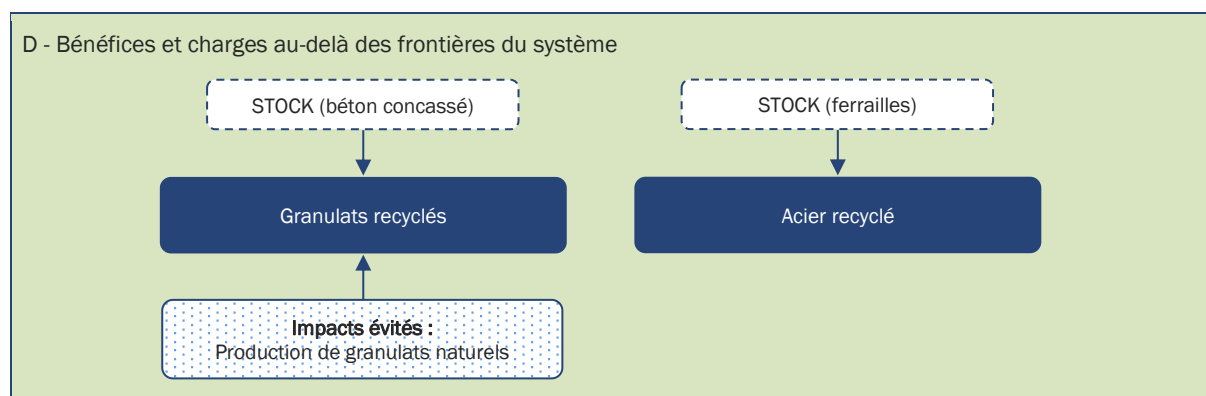 D - Bénéfices et charges au-delà des frontières du système
STOCK (béton concassé)
STOCK (ferrailles)
Granulats recyclés
Acier recyclé
Impacts évités :
Production de granulats naturels